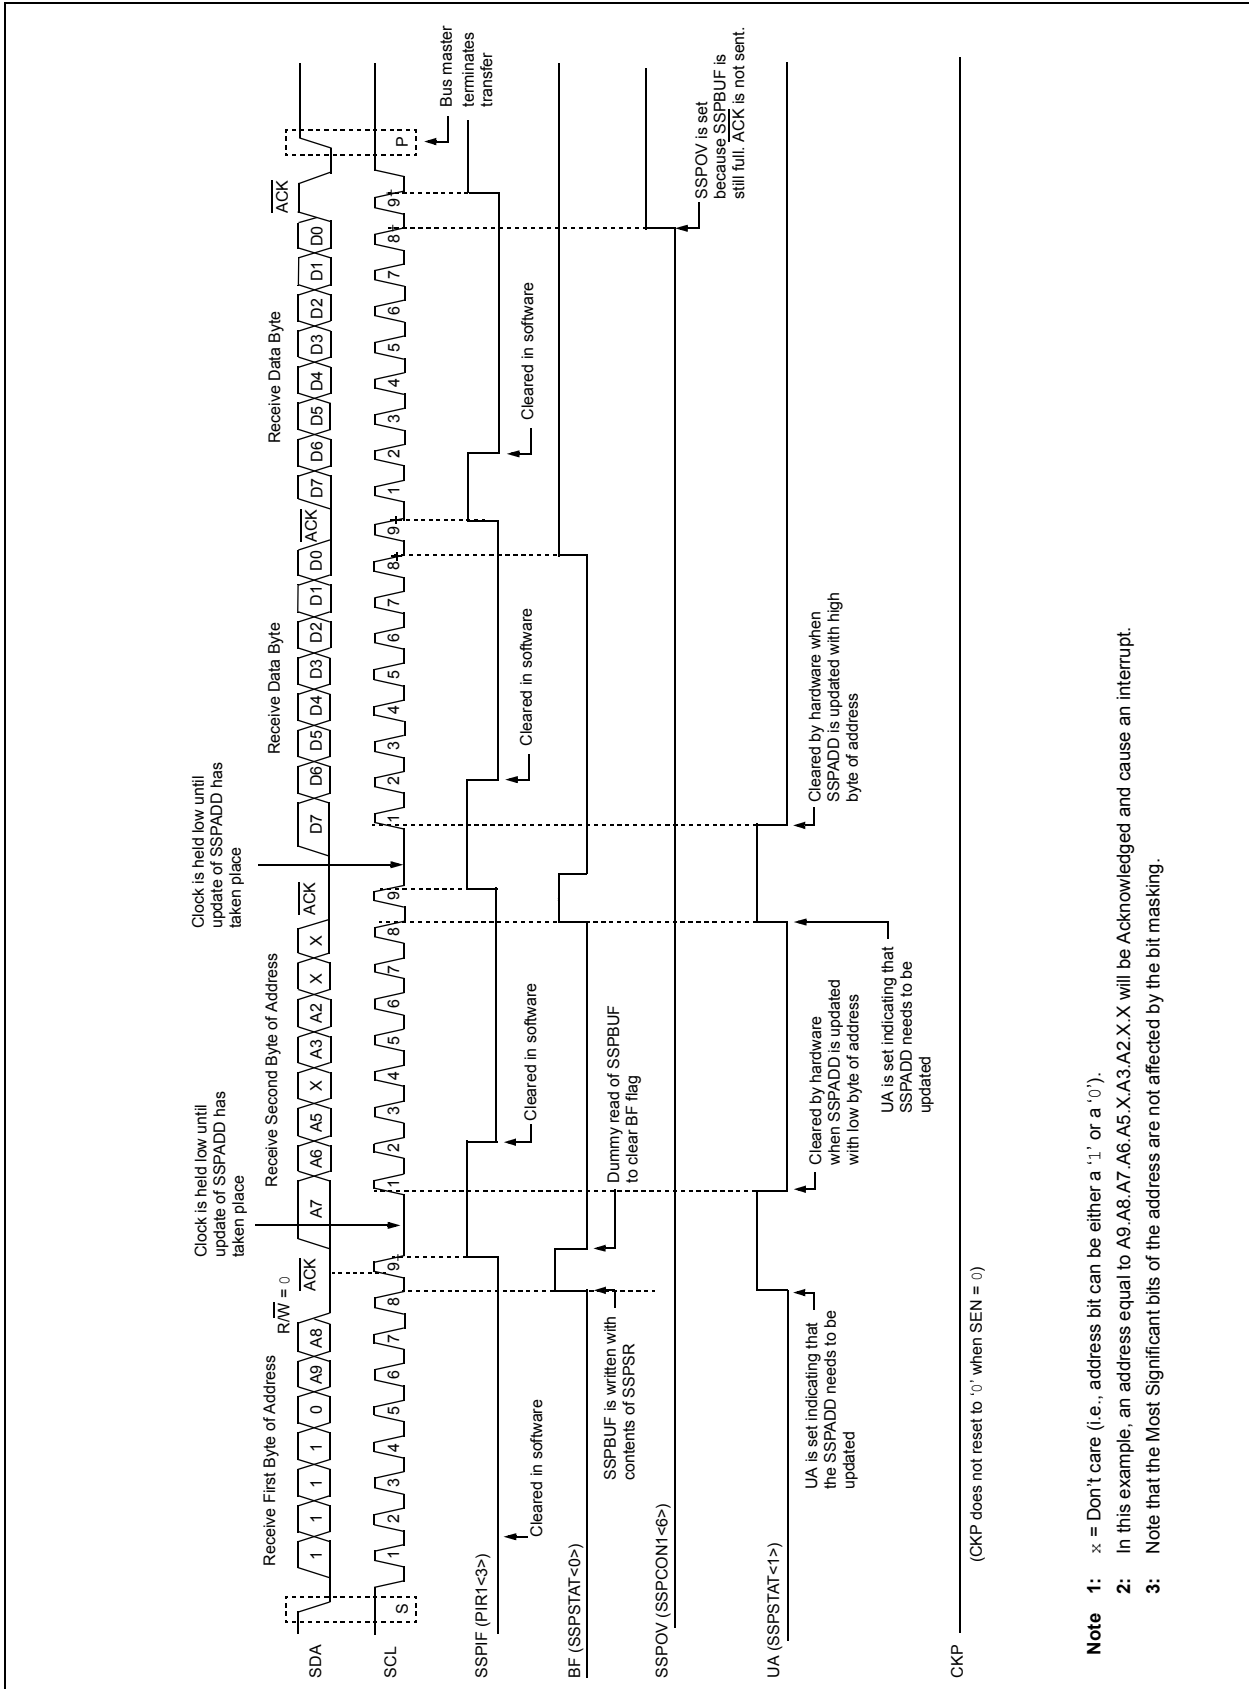 Clock is held low until
update of SSPADD has
taken place
Clock is held low until
update of SSPADD has
taken place
Receive First Byte of Address
R/W = 0
ACK
Receive Second Byte of Address
ACK
Receive Data Byte
ACK
Receive Data Byte
ACK
SDA
1 1 1 1 0 A9 A8
A7 A6 A5 X A3 A2 X X
D7 D6 D5 D4 D3 D2 D1 D0
D7 D6 D5 D4 D3 D2 D1 D0
SCL
S
1 2 3 4 5 6 7 8 9
1 2 3 4 5 6 7 8 9
1 2 3 4 5 6 7 8 9
1 2 3 4 5 6 7 8 9
P
Bus master
terminates
transfer
SSPIF (PIR1<3>)
Cleared in software
Cleared in software
Cleared in software
Cleared in software
BF (SSPSTAT<0>)
SSPBUF is written with
contents of SSPSR
Dummy read of SSPBUF
to clear BF flag
SSPOV (SSPCON1<6>)
SSPOV is set
because SSPBUF is
still full. ACK is not sent.
UA (SSPSTAT<1>)
UA is set indicating that
the SSPADD needs to be
updated
Cleared by hardware
when SSPADD is updated
with low byte of address
UA is set indicating that
SSPADD needs to be
updated
Cleared by hardware when
SSPADD is updated with high
byte of address
CKP
(CKP does not reset to ‘0’ when SEN = 0)
Note 1: x = Don’t care (i.e., address bit can be either a ‘1’ or a ‘0’).
2: In this example, an address equal to A9.A8.A7.A6.A5.X.A3.A2.X.X will be Acknowledged and cause an interrupt.
3: Note that the Most Significant bits of the address are not affected by the bit masking.